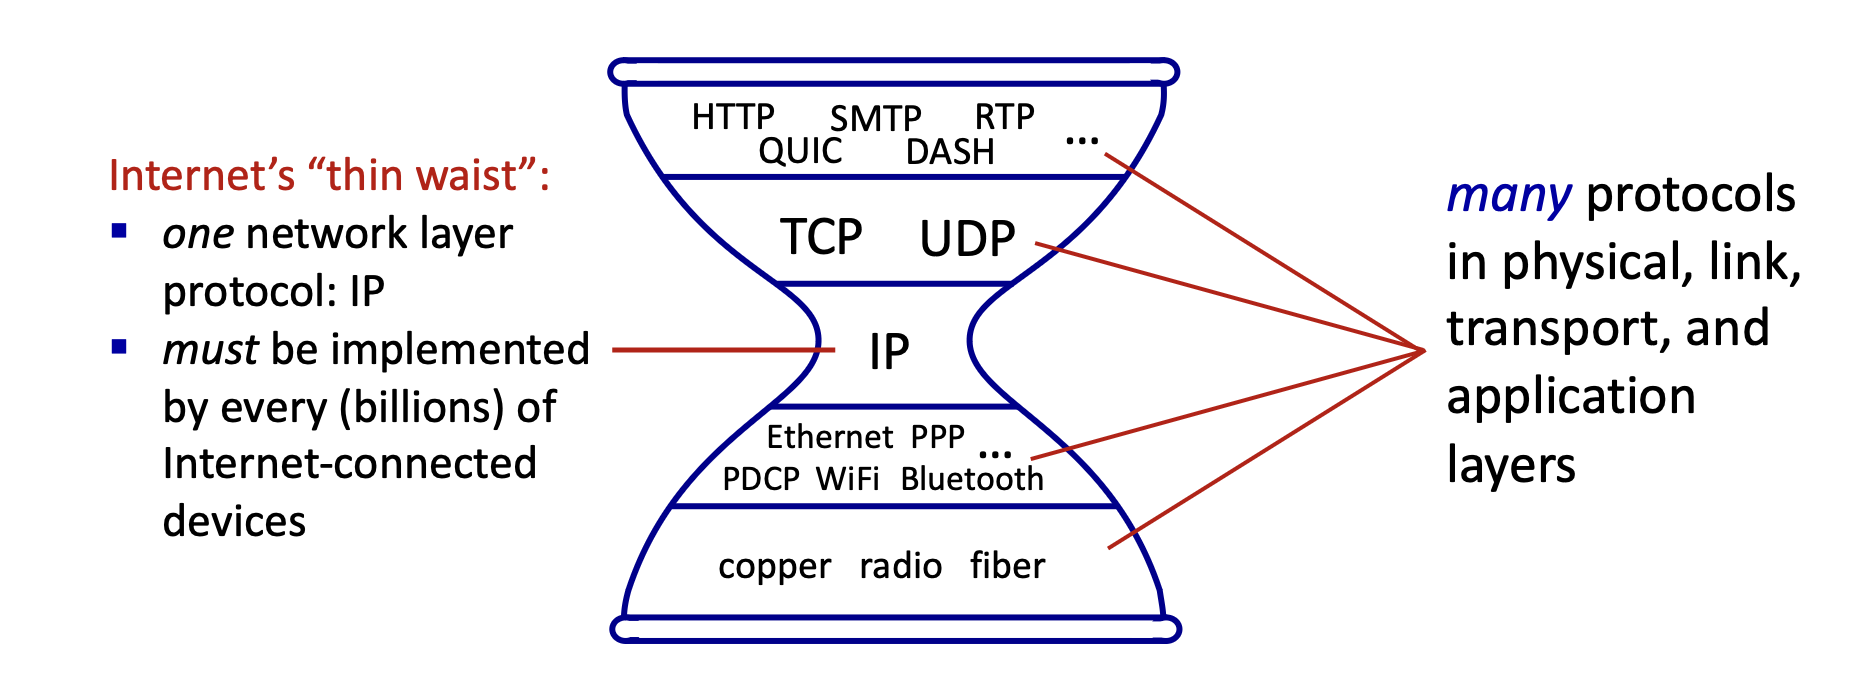 Internet's “thin waist”:
▪ one network layer
protocol: IP
▪ must be implemented
by every (billions) of
Internet-connected
devices
HTTP SMTP RTP
QUIC DASH ...
TCP UDP
IP
Ethernet PPP ...
PDCP WiFi Bluetooth
copper radio fiber
many protocols
in physical, link,
transport, and
application
layers